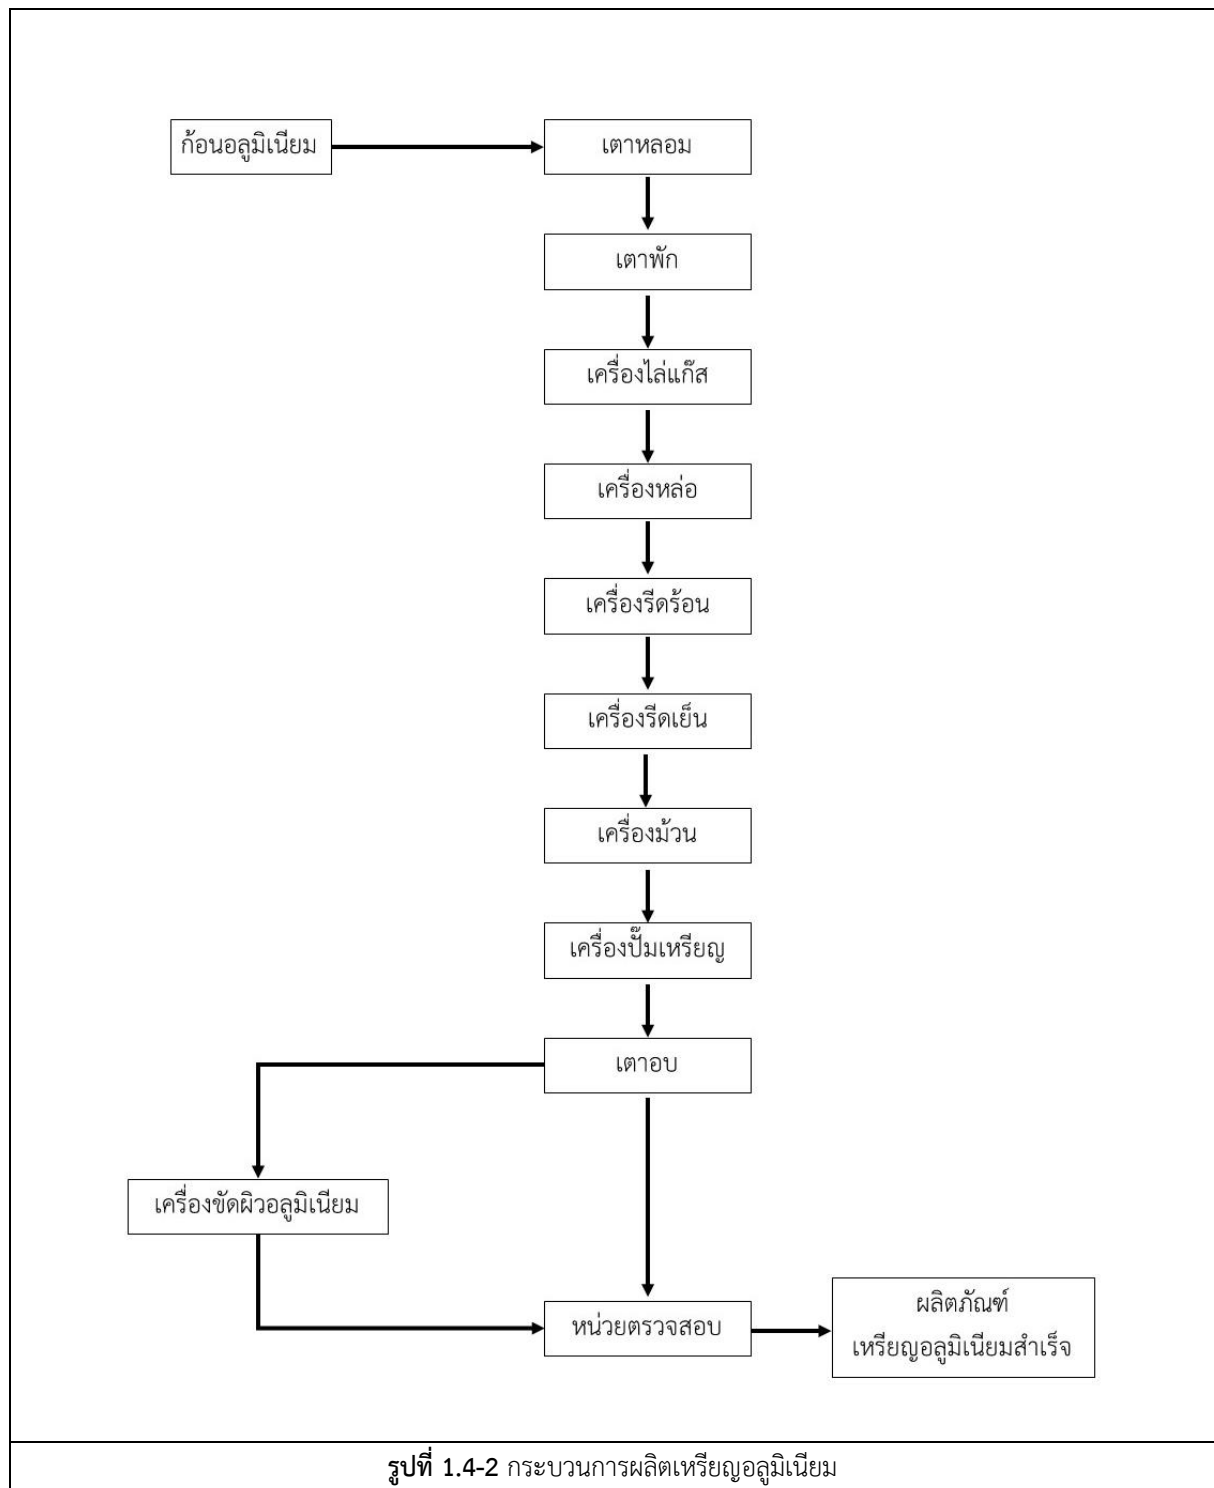 ก้อนอลูมิเนียม
เตาหลอม
เตาพัก
เครื่องไล่แก๊ส
เครื่องหล่อ
เครื่องรีดร้อน
เครื่องรีดเย็น
เครื่องม้วน
เครื่องปั๊มเหรียญ
เตาอบ
เครื่องขัดผิวอลูมิเนียม
หน่วยตรวจสอบ
ผลิตภัณฑ์
เหรียญอลูมิเนียมสำเร็จ
รูปที่ 1.4-2 กระบวนการผลิตเหรียญอลูมิเนียม